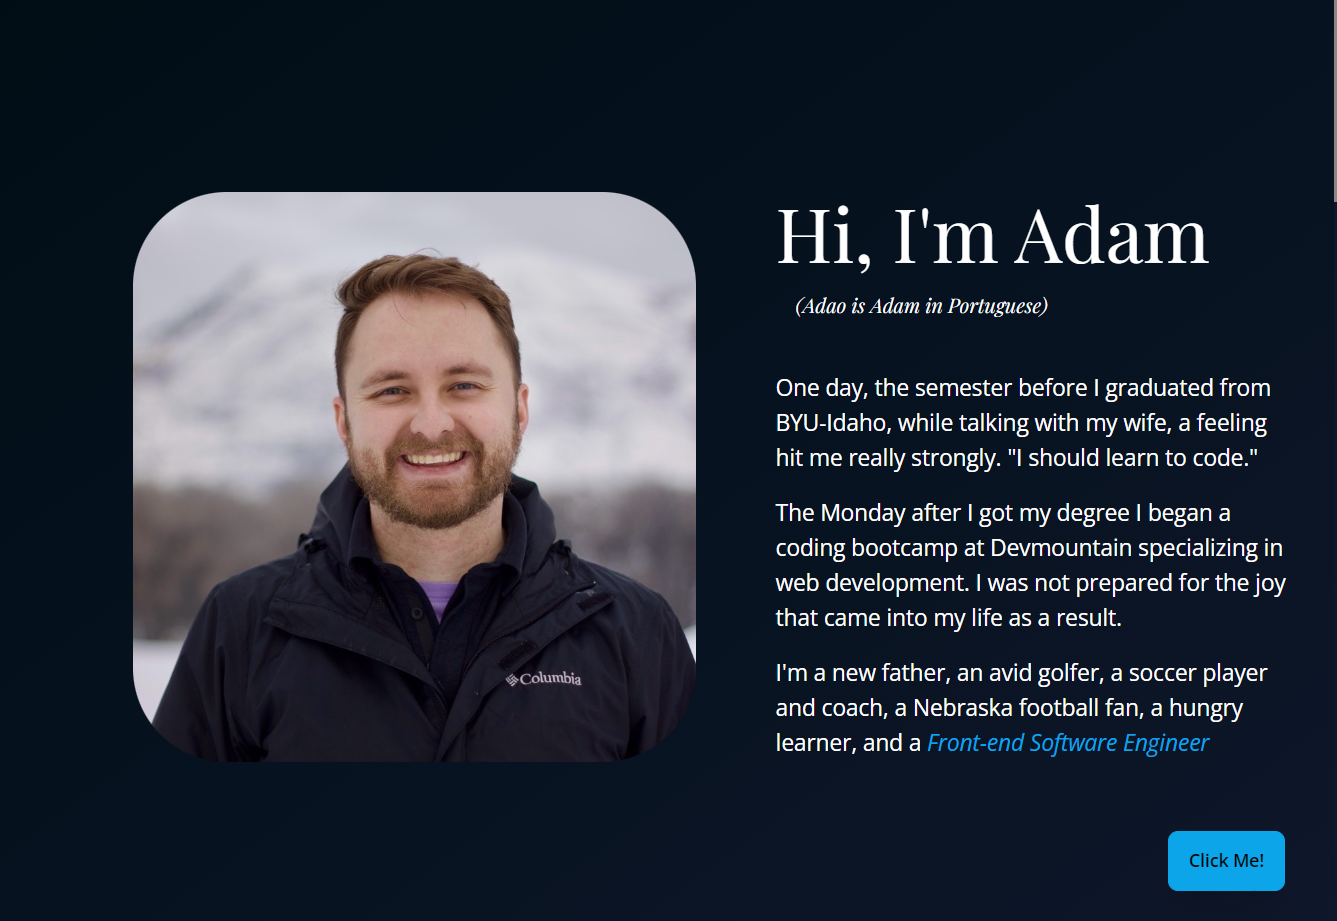 Hi, I'm Adam
(Adao is Adam in Portuguese)
One day, the semester before I graduated from
BYU-Idaho, while talking with my wife, a feeling
hit me really strongly. "I should learn to code."
The Monday after I got my degree I began a
coding bootcamp at Devmountain specializing in
web development. I was not prepared for the joy
that came into my life as a result.
I'm a new father, an avid golfer, a soccer player
and coach, a Nebraska football fan, a hungry
learner, and a Front-end Software Engineer
Columbia
Click Me!